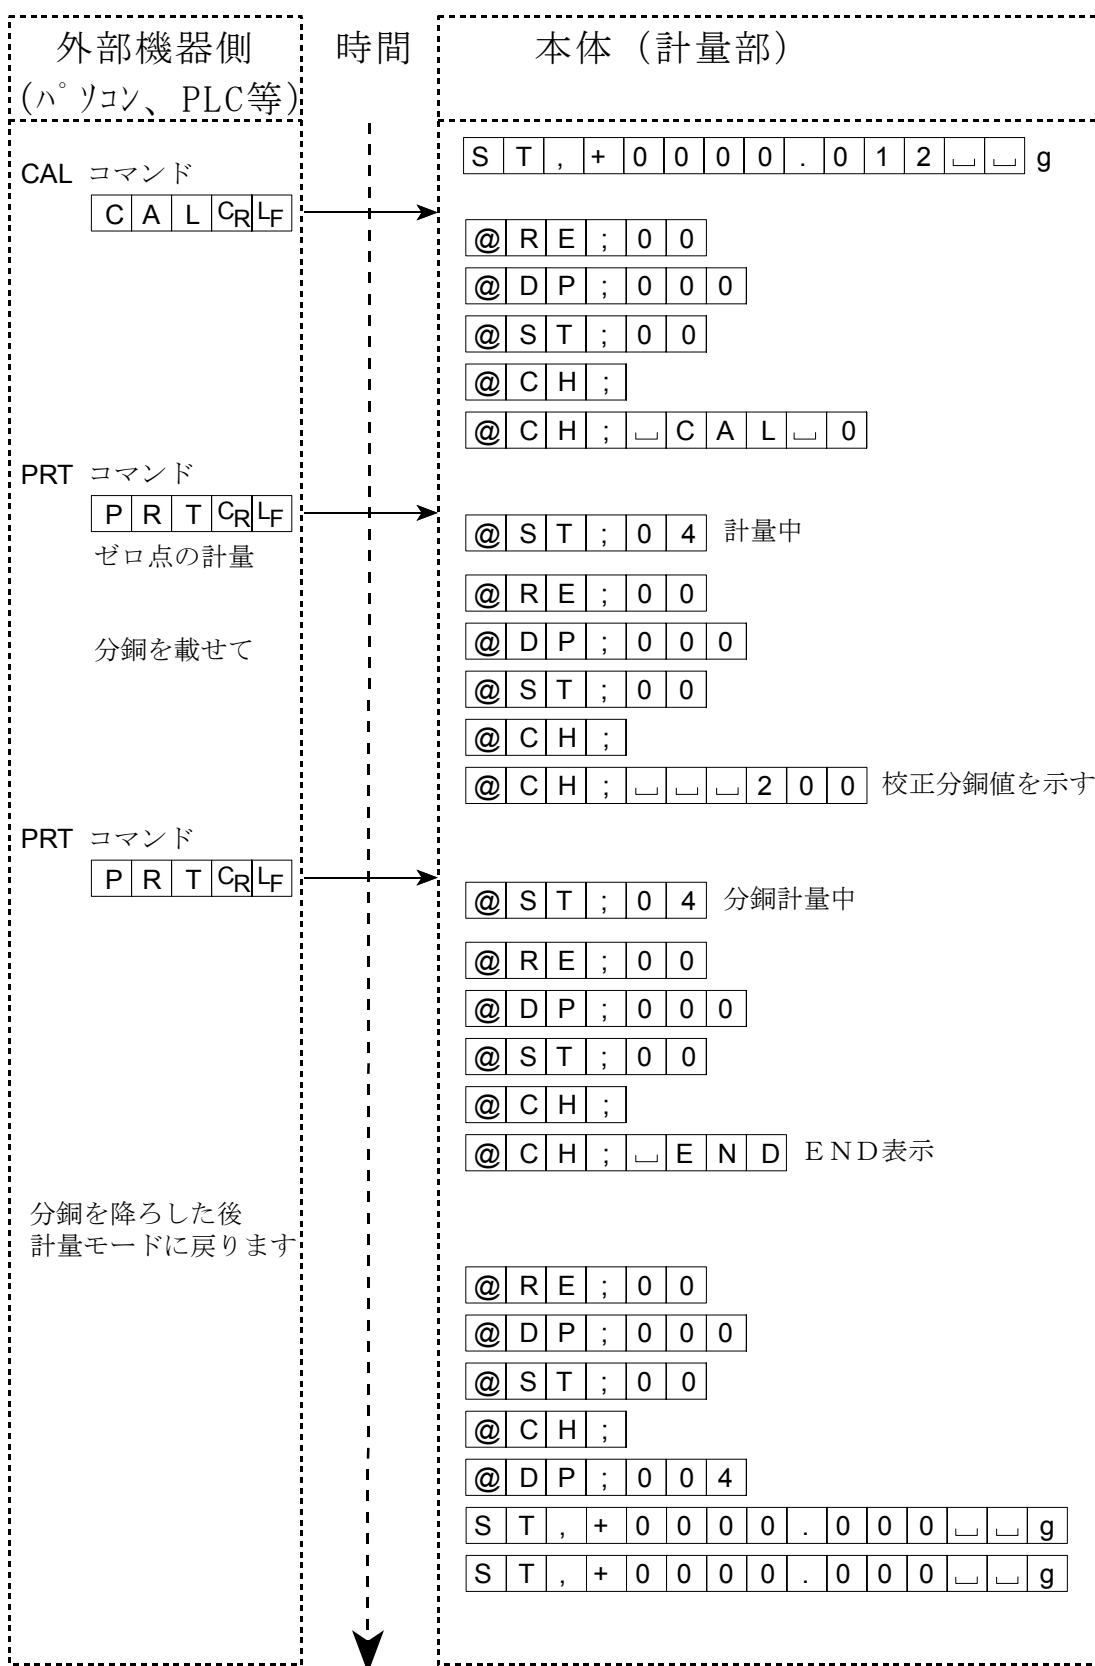 外部機器側
(パソコン、PLC等)
時間
本体（計量部）
ST,+0000.012␣␣g
CAL コマンド
CALCRLF
@RE;00
@DP;000
@ST;00
@CH;
@CH;␣CAL␣0
PRT コマンド
PRTCRLF
ゼロ点の計量
@ST;04 計量中
@RE;00
分銅を載せて
@DP;000
@ST;00
@CH;
@CH;␣␣␣200 校正分銅値を示す
PRT コマンド
PRTCRLF
@ST;04 分銅計量中
@RE;00
@DP;000
@ST;00
@CH;
@CH;␣END ＥＮＤ表示
分銅を降ろした後
計量モードに戻ります
@RE;00
@DP;000
@ST;00
@CH;
@DP;004
ST,+0000.000␣␣g
ST,+0000.000␣␣g